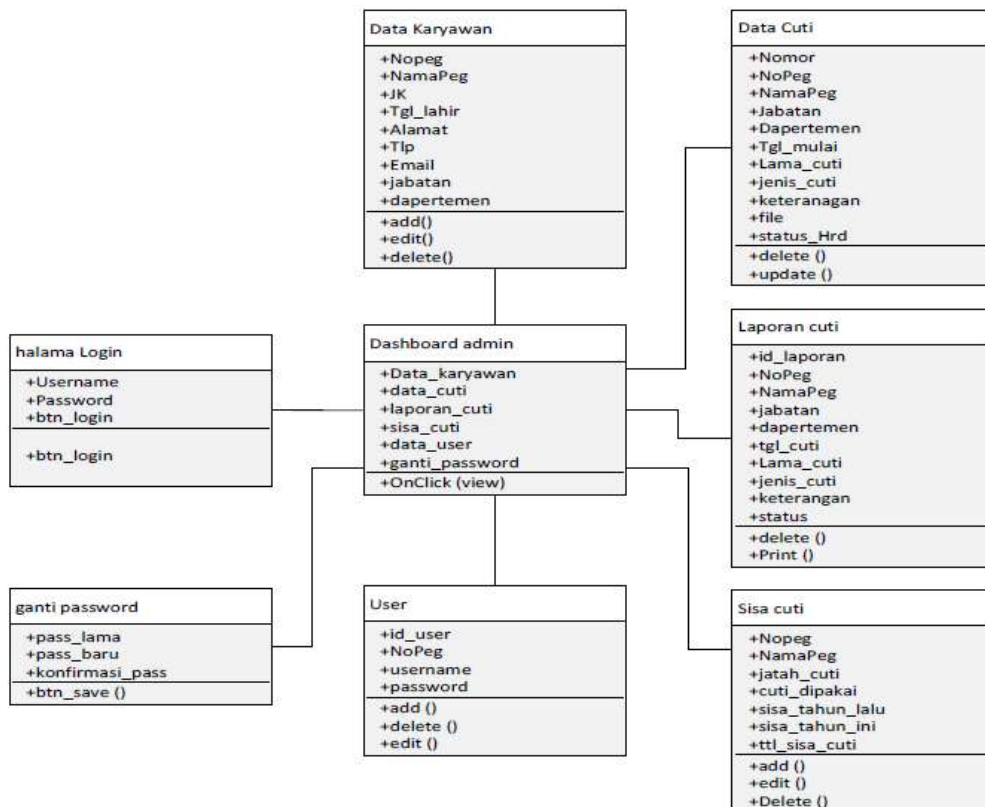 Data Karyawan
+Nopeg
+NamaPeg
+JK
+Tgl_lahir
+Alamat
+Tlp
+Email
+jabatan
+dapertemen
+add()
+edit()
+delete()
Data Cuti
+Nomor
+NoPeg
+NamaPeg
+Jabatan
+Dapertemen
+Tgl_mulai
+Lama_cuti
+jenis_cuti
+keteranagan
+file
+status_Hrd
+delete ()
+update ()
halama Login
+Username
+Password
+btn_login
+btn_login
Dashboard admin
+Data_karyawan
+data_cuti
+laporan_cuti
+sisa_cuti
+data_user
+ganti_password
+OnClick (view)
Laporan cuti
+id_laporan
+NoPeg
+NamaPeg
+jabatan
+dapertemen
+tgl_cuti
+Lama_cuti
+jenis_cuti
+keterangan
+status
+delete ()
+Print ()
ganti password
+pass_lama
+pass_baru
+konfirmasi_pass
+btn_save ()
User
+id_user
+NoPeg
+username
+password
+add ()
+delete ()
+edit ()
Sisa cuti
+Nopeg
+NamaPeg
+jatah_cuti
+cuti_dipakai
+sisa_tahun_lalu
+sisa_tahun_ini
+ttl_sisa_cuti
+add ()
+edit ()
+Delete ()